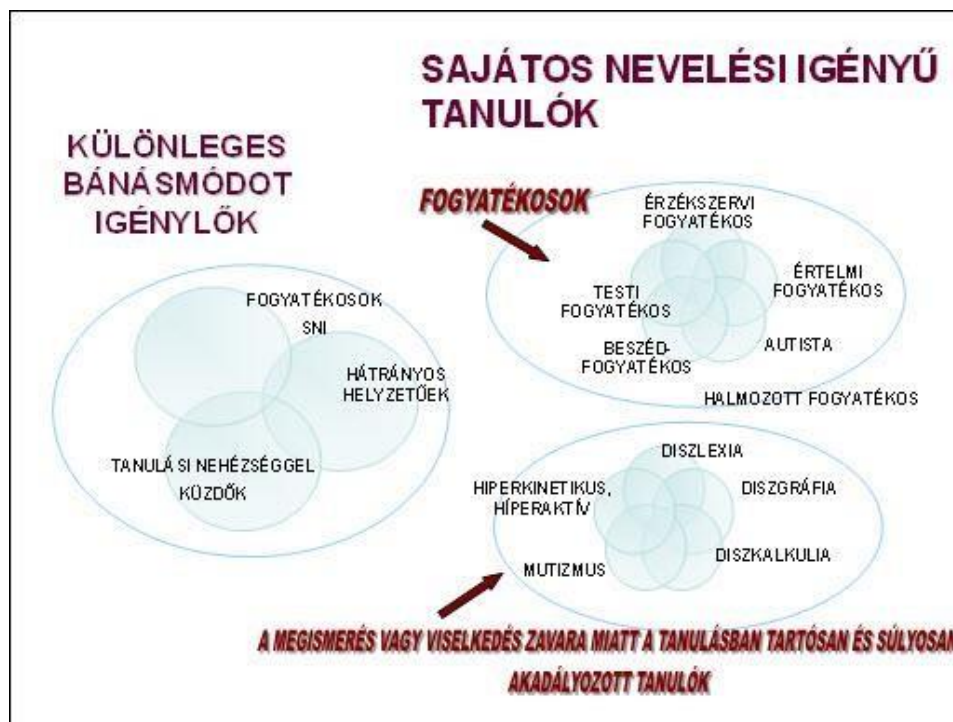 SAJÁTOS NEVELÉSI IGÉNYŰ
TANULÓK
KÜLÖNLEGES
BÁNÁSMÓDOT
IGÉNYLŐK
FOGYATÉKOSOK
SNI
HÁTRÁNYOS
HELYZETŰEK
TANULÁSI NEHÉZSÉGGEL
KÜZDŐK
FOGYATÉKOSOK
ÉRZÉKSZERVI
FOGYATÉKOS
ÉRTELMI
FOGYATÉKOS
TESTI
FOGYATÉKOS
BESZÉD-
FOGYATÉKOS
AUTISTA
HALMOZOTT FOGYATÉKOS
DISZLEXIA
HIPERKINETIKUS,
HÍPERAKTÍV
DISZGRÁFIA
DISZKALKULIA
MUTIZMUS
A MEGISMERÉS VAGY VISELKEDÉS ZAVARA MIATT A TANULÁSBAN TARTÓSAN ÉS SÚLYOSAN
AKADÁLYOZOTT TANULÓK